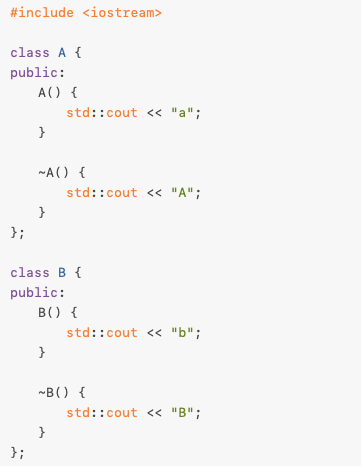 #include <iostream>
class A {
public:
    A() {
        std::cout << "a";
    }
    ~A() {
        std::cout << "A";
    }
};
class B {
public:
    B() {
        std::cout << "b";
    }
    ~B() {
        std::cout << "B";
    }
};